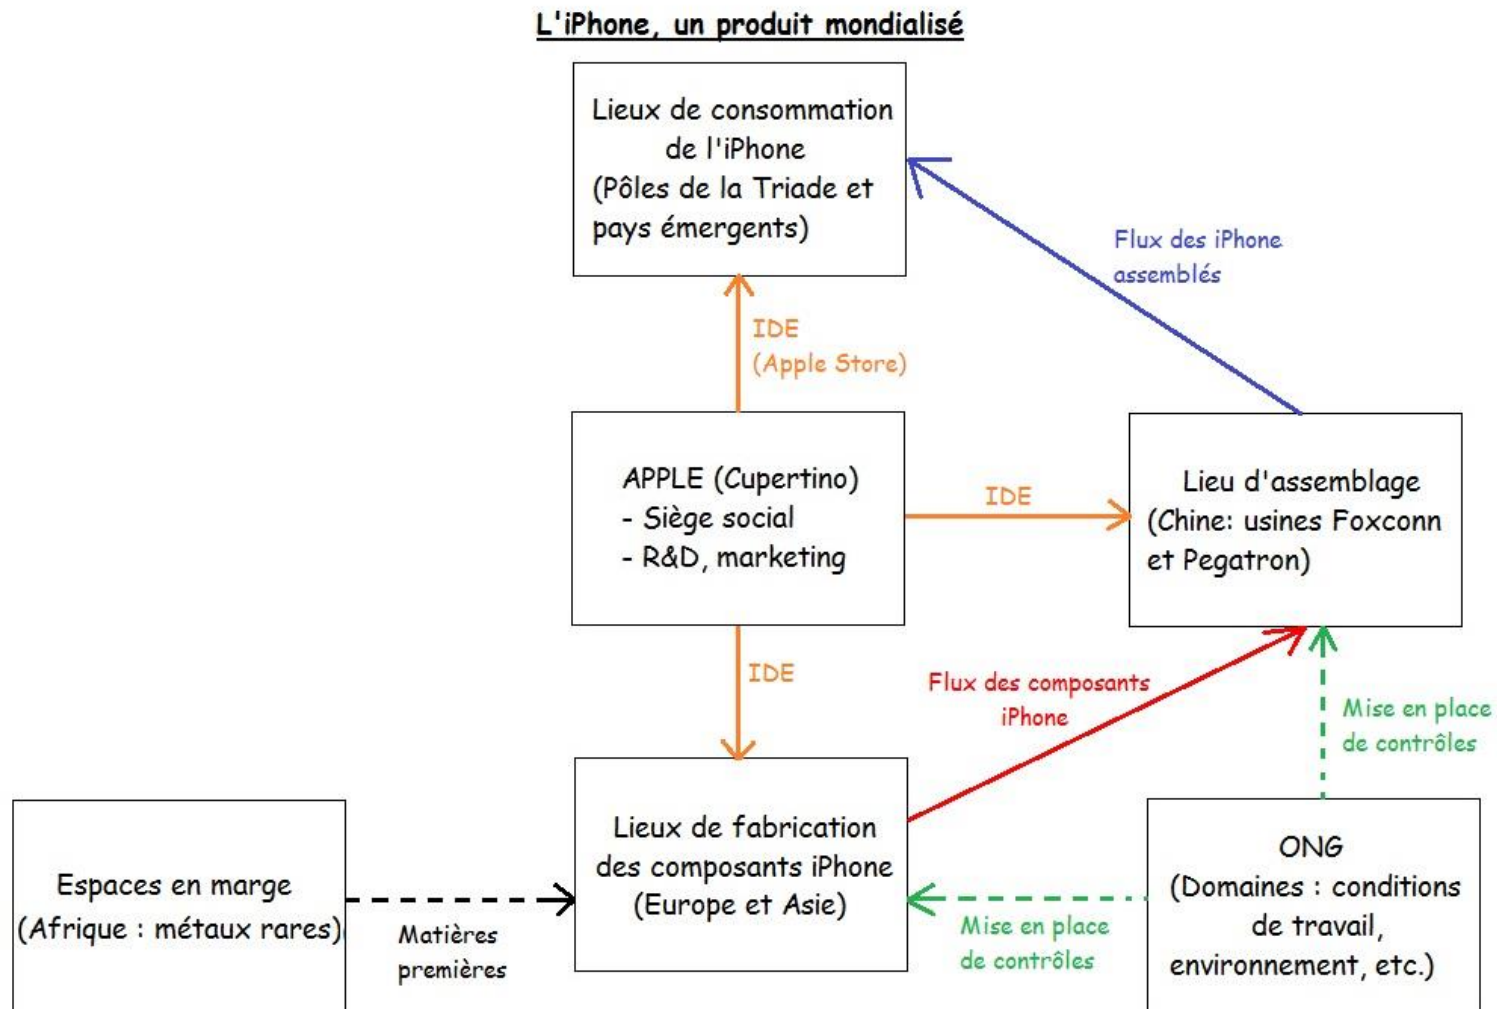 L'iPhone, un produit mondialisé
Lieux de consommation
de l'iPhone
(Pôles de la Triade et
pays émergents)
Flux des iPhone
assemblés
IDE
(Apple Store)
APPLE (Cupertino)
- Siège social
- R&D, marketing
IDE
Lieu d'assemblage
(Chine: usines Foxconn
et Pegatron)
IDE
Flux des composants
iPhone
Mise en place
de contrôles
Espaces en marge
(Afrique : métaux rares)
Matières
premières
Lieux de fabrication
des composants iPhone
(Europe et Asie)
Mise en place
de contrôles
ONG
(Domaines : conditions
de travail,
environnement, etc.)